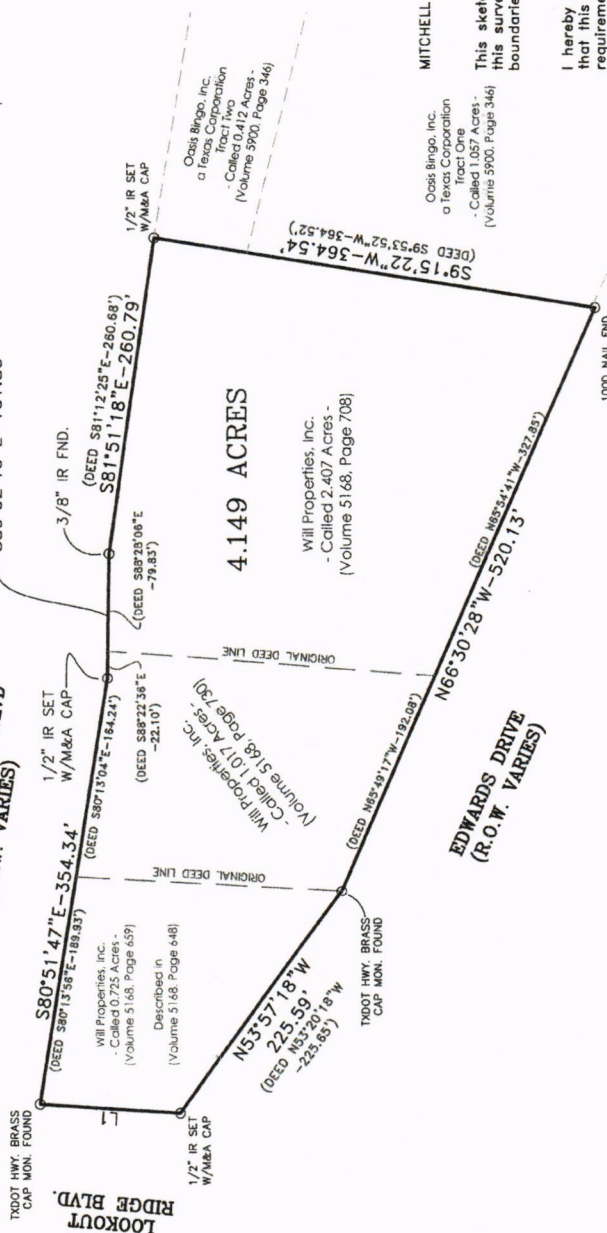 TXDOT HWY. BRASS
CAP MON. FOUND
LOOKOUT
RIDGE BLVD.
L1
1/2" IR SET
W/M&A CAP
S80°51'47"E-354.34'
(DEED S80°13'56"E-189.93')
(DEED S80°13'04"E-164.24')
Will Properties, Inc.
- Called 0.725 Acres -
(Volume 5168, Page 659)
Described in
(Volume 5168, Page 648)
ORIGINAL DEED LINE
N53°57'18"W
225.59'
(DEED N53°20'18"W
-225.65')
TXDOT HWY. BRASS
CAP MON. FOUND
1/2" IR SET
W/M&A CAP
(DEED S88°22'36"E
-22.10')
(DEED S88°28'06"E
-79.83')
Will Properties, Inc.
- Called 1.017 Acres -
(Volume 5168, Page 730)
ORIGINAL DEED LINE
3/8" IR FND.
(DEED S81°12'25"E-260.68')
S81°51'18"E-260.79'
4.149 ACRES
Will Properties, Inc.
- Called 2.407 Acres -
(Volume 5168, Page 708)
(DEED N65°49'17"W-192.08')
(DEED N65°54'41"W-327.85')
N66°30'28"W-520.13'
EDWARDS DRIVE
(R.O.W. VARIES)
1/2" IR SET
W/M&A CAP
Oasis Bingo, Inc.
a Texas Corporation
Tract Two
- Called 0.412 Acres -
(Volume 5900, Page 346)
S9°15'22"W-364.54'
(DEED S9°53'52"W-364.52')
Oasis Bingo, Inc.
a Texas Corporation
Tract One
- Called 1.057 Acres -
(Volume 5900, Page 346)
100D NAIL FND.
VARIES)
MITCHELL
This
this surve
boundaries
I hereby
that this
requireme